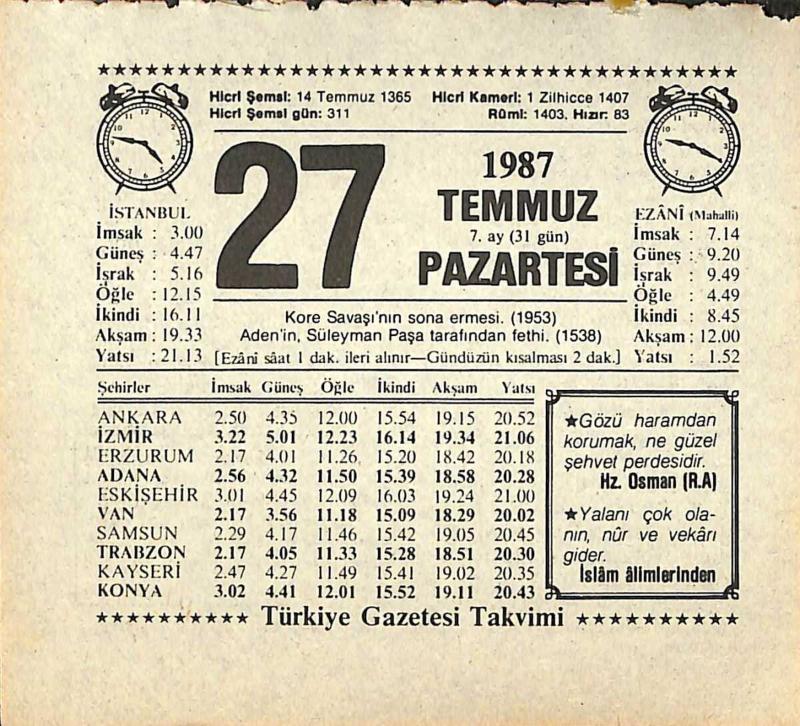 Hicrî Şemsî: 14 Temmuz 1365 Hicrî Kamerî: 1 Zilhicce 1407
Hicrî Şemsî gün: 311 Rûmî: 1403. Hızır: 83
27
1987
TEMMUZ
7. ay (31 gün)
PAZARTESİ
İSTANBUL
İmsak : 3.00
Güneş : 4.47
İşrak : 5.16
Öğle : 12.15
İkindi : 16.11
Akşam : 19.33
Yatsı : 21.13
EZÂNİ (Mahalli)
İmsak : 7.14
Güneş : 9.20
İşrak : 9.49
Öğle : 4.49
İkindi : 8.45
Akşam : 12.00
Yatsı : 1.52
Kore Savaşı'nın sona ermesi. (1953)
Aden'in, Süleyman Paşa tarafından fethi. (1538)
[Ezânî sâat 1 dak. ileri alınır—Gündüzün kısalması 2 dak.]
Şehirler İmsak Güneş Öğle İkindi Akşam Yatsı
ANKARA 2.50 4.35 12.00 15.54 19.15 20.52
İZMİR 3.22 5.01 12.23 16.14 19.34 21.06
ERZURUM 2.17 4.01 11.26 15.20 18.42 20.18
ADANA 2.56 4.32 11.50 15.39 18.58 20.28
ESKİŞEHİR 3.01 4.45 12.09 16.03 19.24 21.00
VAN 2.17 3.56 11.18 15.09 18.29 20.02
SAMSUN 2.29 4.17 11.46 15.42 19.05 20.45
TRABZON 2.17 4.05 11.33 15.28 18.51 20.30
KAYSERİ 2.47 4.27 11.49 15.41 19.02 20.35
KONYA 3.02 4.41 12.01 15.52 19.11 20.43
★Gözü haramdan
korumak, ne güzel
şehvet perdesidir.
Hz. Osman (R.A)
★Yalanı çok ola-
nın, nûr ve vekârı
gider.
İslâm âlimlerinden
★★★★★★★★★★ Türkiye Gazetesi Takvimi ★★★★★★★★★★